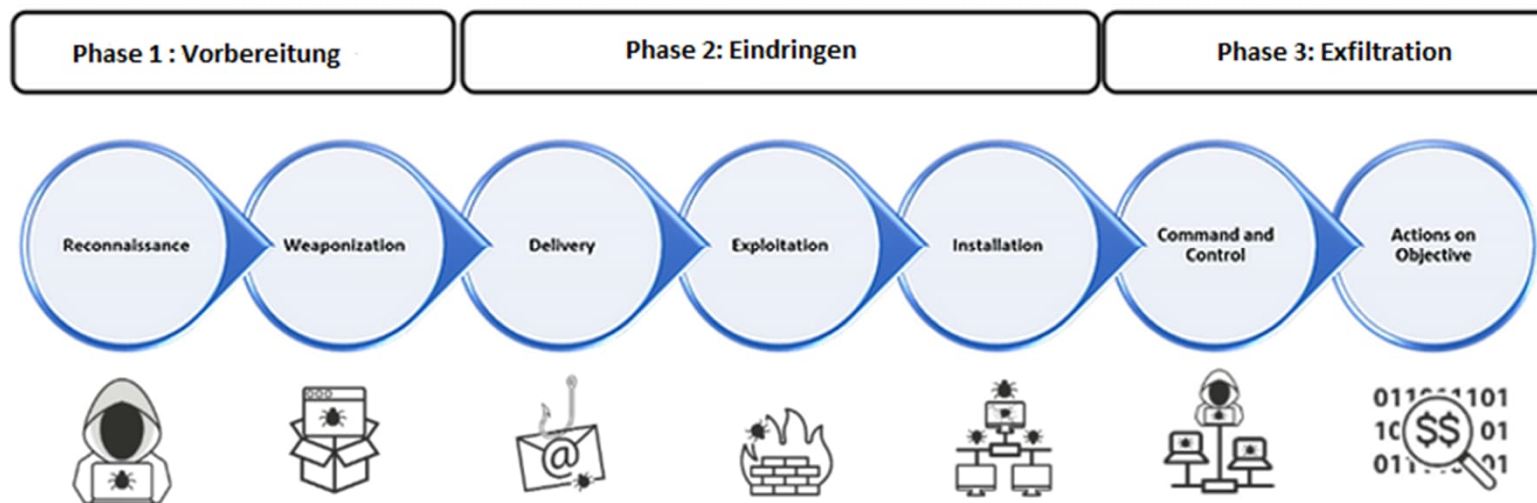 Phase 1 : Vorbereitung
Phase 2: Eindringen
Phase 3: Exfiltration
Reconnaissance
Weaponization
Delivery
Exploitation
Installation
Command and
Control
Actions on
Objective
@
$$